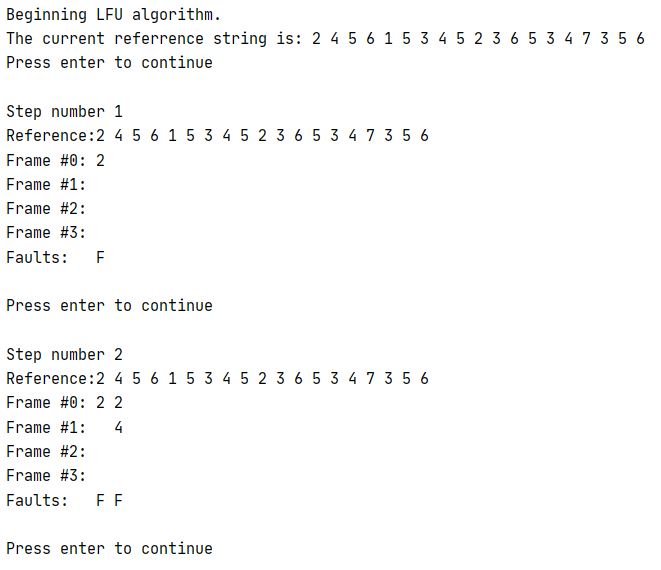 Beginning LFU algorithm.
The current referrence string is: 2 4 5 6 1 5 3 4 5 2 3 6 5 3 4 7 3 5 6
Press enter to continue

Step number 1
Reference:2 4 5 6 1 5 3 4 5 2 3 6 5 3 4 7 3 5 6
Frame #0: 2
Frame #1:
Frame #2:
Frame #3:
Faults:   F

Press enter to continue

Step number 2
Reference:2 4 5 6 1 5 3 4 5 2 3 6 5 3 4 7 3 5 6
Frame #0: 2 2
Frame #1:   4
Frame #2:
Frame #3:
Faults:   F F

Press enter to continue